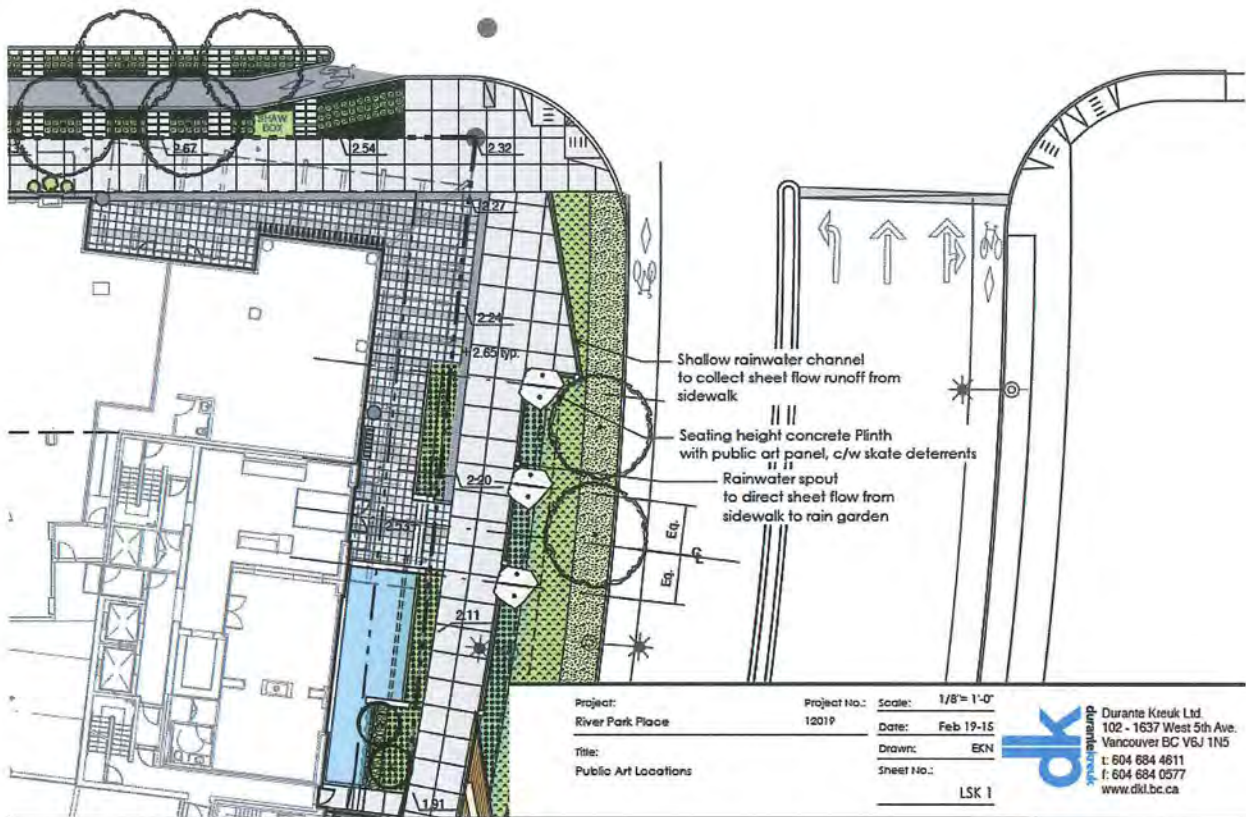 SHAW
BOX
2.67
2.54
2.32
2.27
2.24
+2.65 typ.
Shallow rainwater channel
to collect sheet flow runoff from
sidewalk
Seating height concrete Plinth
with public art panel, c/w skate deterrents
2.20
Rainwater spout
to direct sheet flow from
sidewalk to rain garden
Eq.
Eq.
2.11
1.91
Project:
River Park Place
Project No.:
12019
Title:
Public Art Locations
Scale: 1/8"= 1'-0"
Date: Feb 19-15
Drawn: EKN
Sheet No.:
LSK 1
dk
durantekreuk
Durante Kreuk Ltd.
102 - 1637 West 5th Ave.
Vancouver BC V6J 1N5
t: 604 684 4611
f: 604 684 0577
www.dkl.bc.ca